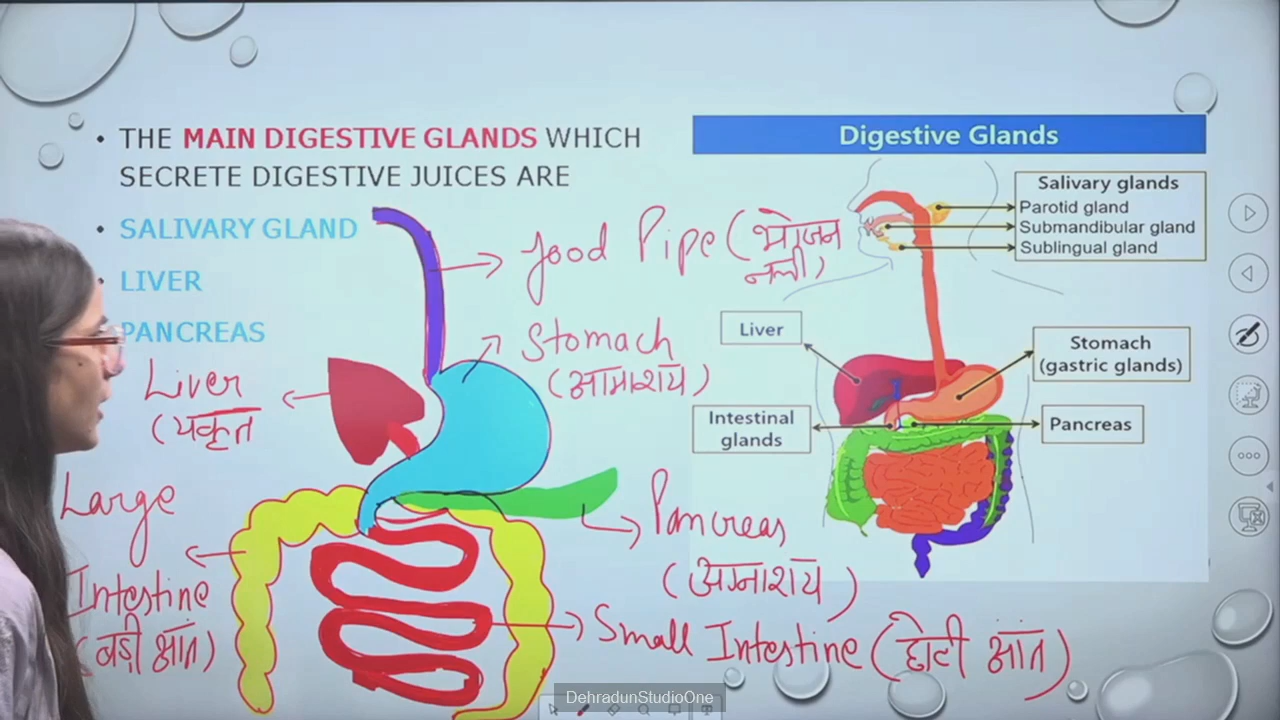 • THE MAIN DIGESTIVE GLANDS WHICH
SECRETE DIGESTIVE JUICES ARE
• SALIVARY GLAND
• LIVER
PANCREAS
food Pipe (भोजन
नली)
Stomach
(आमाशय)
Liver
(यकृत
Large
Intestine
(बड़ी आंत)
Pancreas
(अग्नाशय)
Small Intestine (छोटी आंत)
Digestive Glands
Salivary glands
Parotid gland
Submandibular gland
Sublingual gland
Liver
Stomach
(gastric glands)
Intestinal
glands
Pancreas
DehradunStudioOne